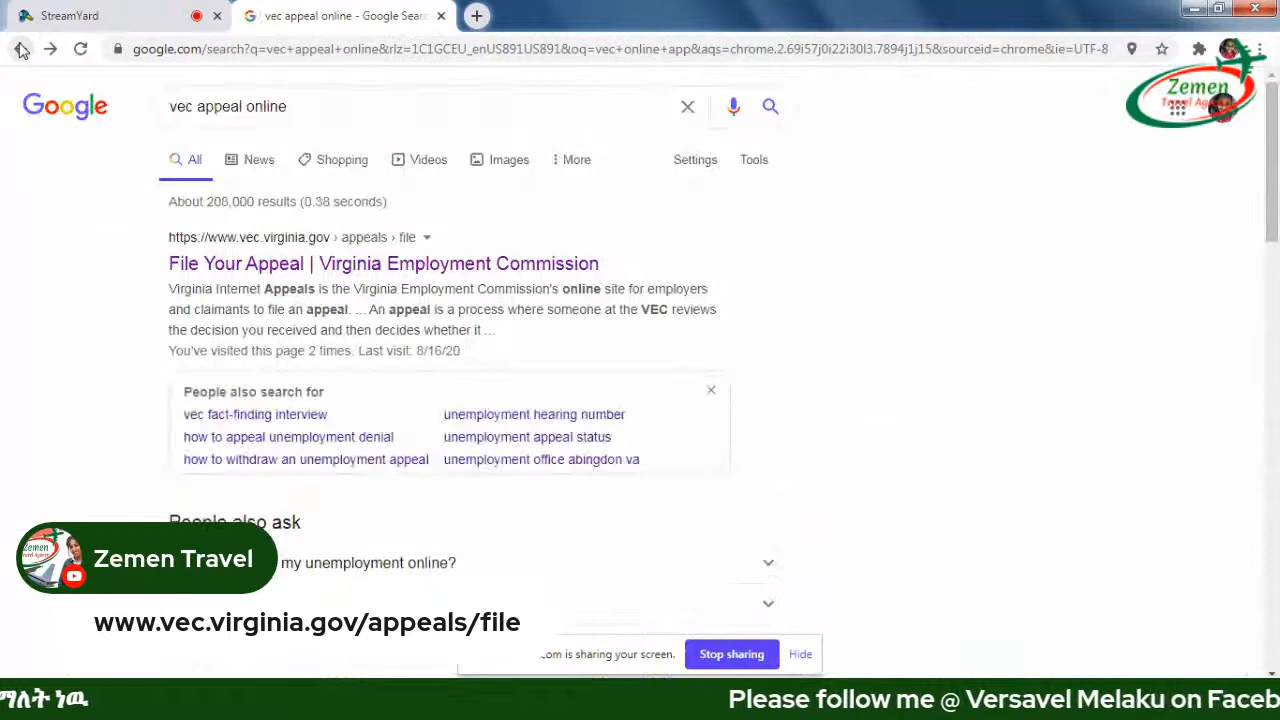 StreamYard
vec appeal online - Google Sear
google.com/search?q=vec+appeal+online&rlz=1C1GCEU_enUS891US891&oq=vec+online+app&aqs=chrome.2.69i57j0i22i30l3.7894j1j15&sourceid=chrome&ie=UTF-8
Zemen
Travel Agency
Google
vec appeal online
All News Shopping Videos Images More Settings Tools
About 208,000 results (0.38 seconds)
https://www.vec.virginia.gov › appeals › file
File Your Appeal | Virginia Employment Commission
Virginia Internet Appeals is the Virginia Employment Commission's online site for employers
and claimants to file an appeal. ... An appeal is a process where someone at the VEC reviews
the decision you received and then decides whether it ...
You've visited this page 2 times. Last visit: 8/16/20
People also search for
vec fact-finding interview unemployment hearing number
how to appeal unemployment denial unemployment appeal status
how to withdraw an unemployment appeal unemployment office abingdon va
People also ask
my unemployment online?
Zemen
Zemen Travel
www.vec.virginia.gov/appeals/file
.com is sharing your screen. Stop sharing Hide
ማለት ነዉ Please follow me @ Versavel Melaku on Faceb